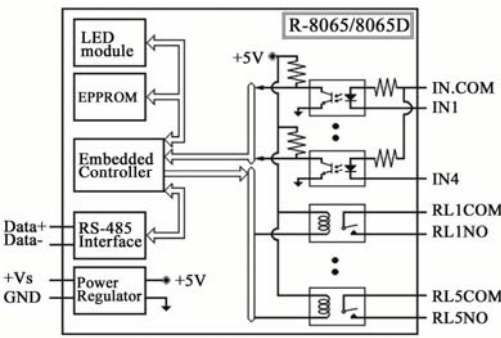 R-8065/8065D
LED
module
+5V
EPPROM
IN.COM
IN1
Embedded
Controller
IN4
RL1COM
Data+
Data-
RS-485
Interface
RL1NO
+Vs
GND
Power
Regulator
+5V
RL5COM
RL5NO